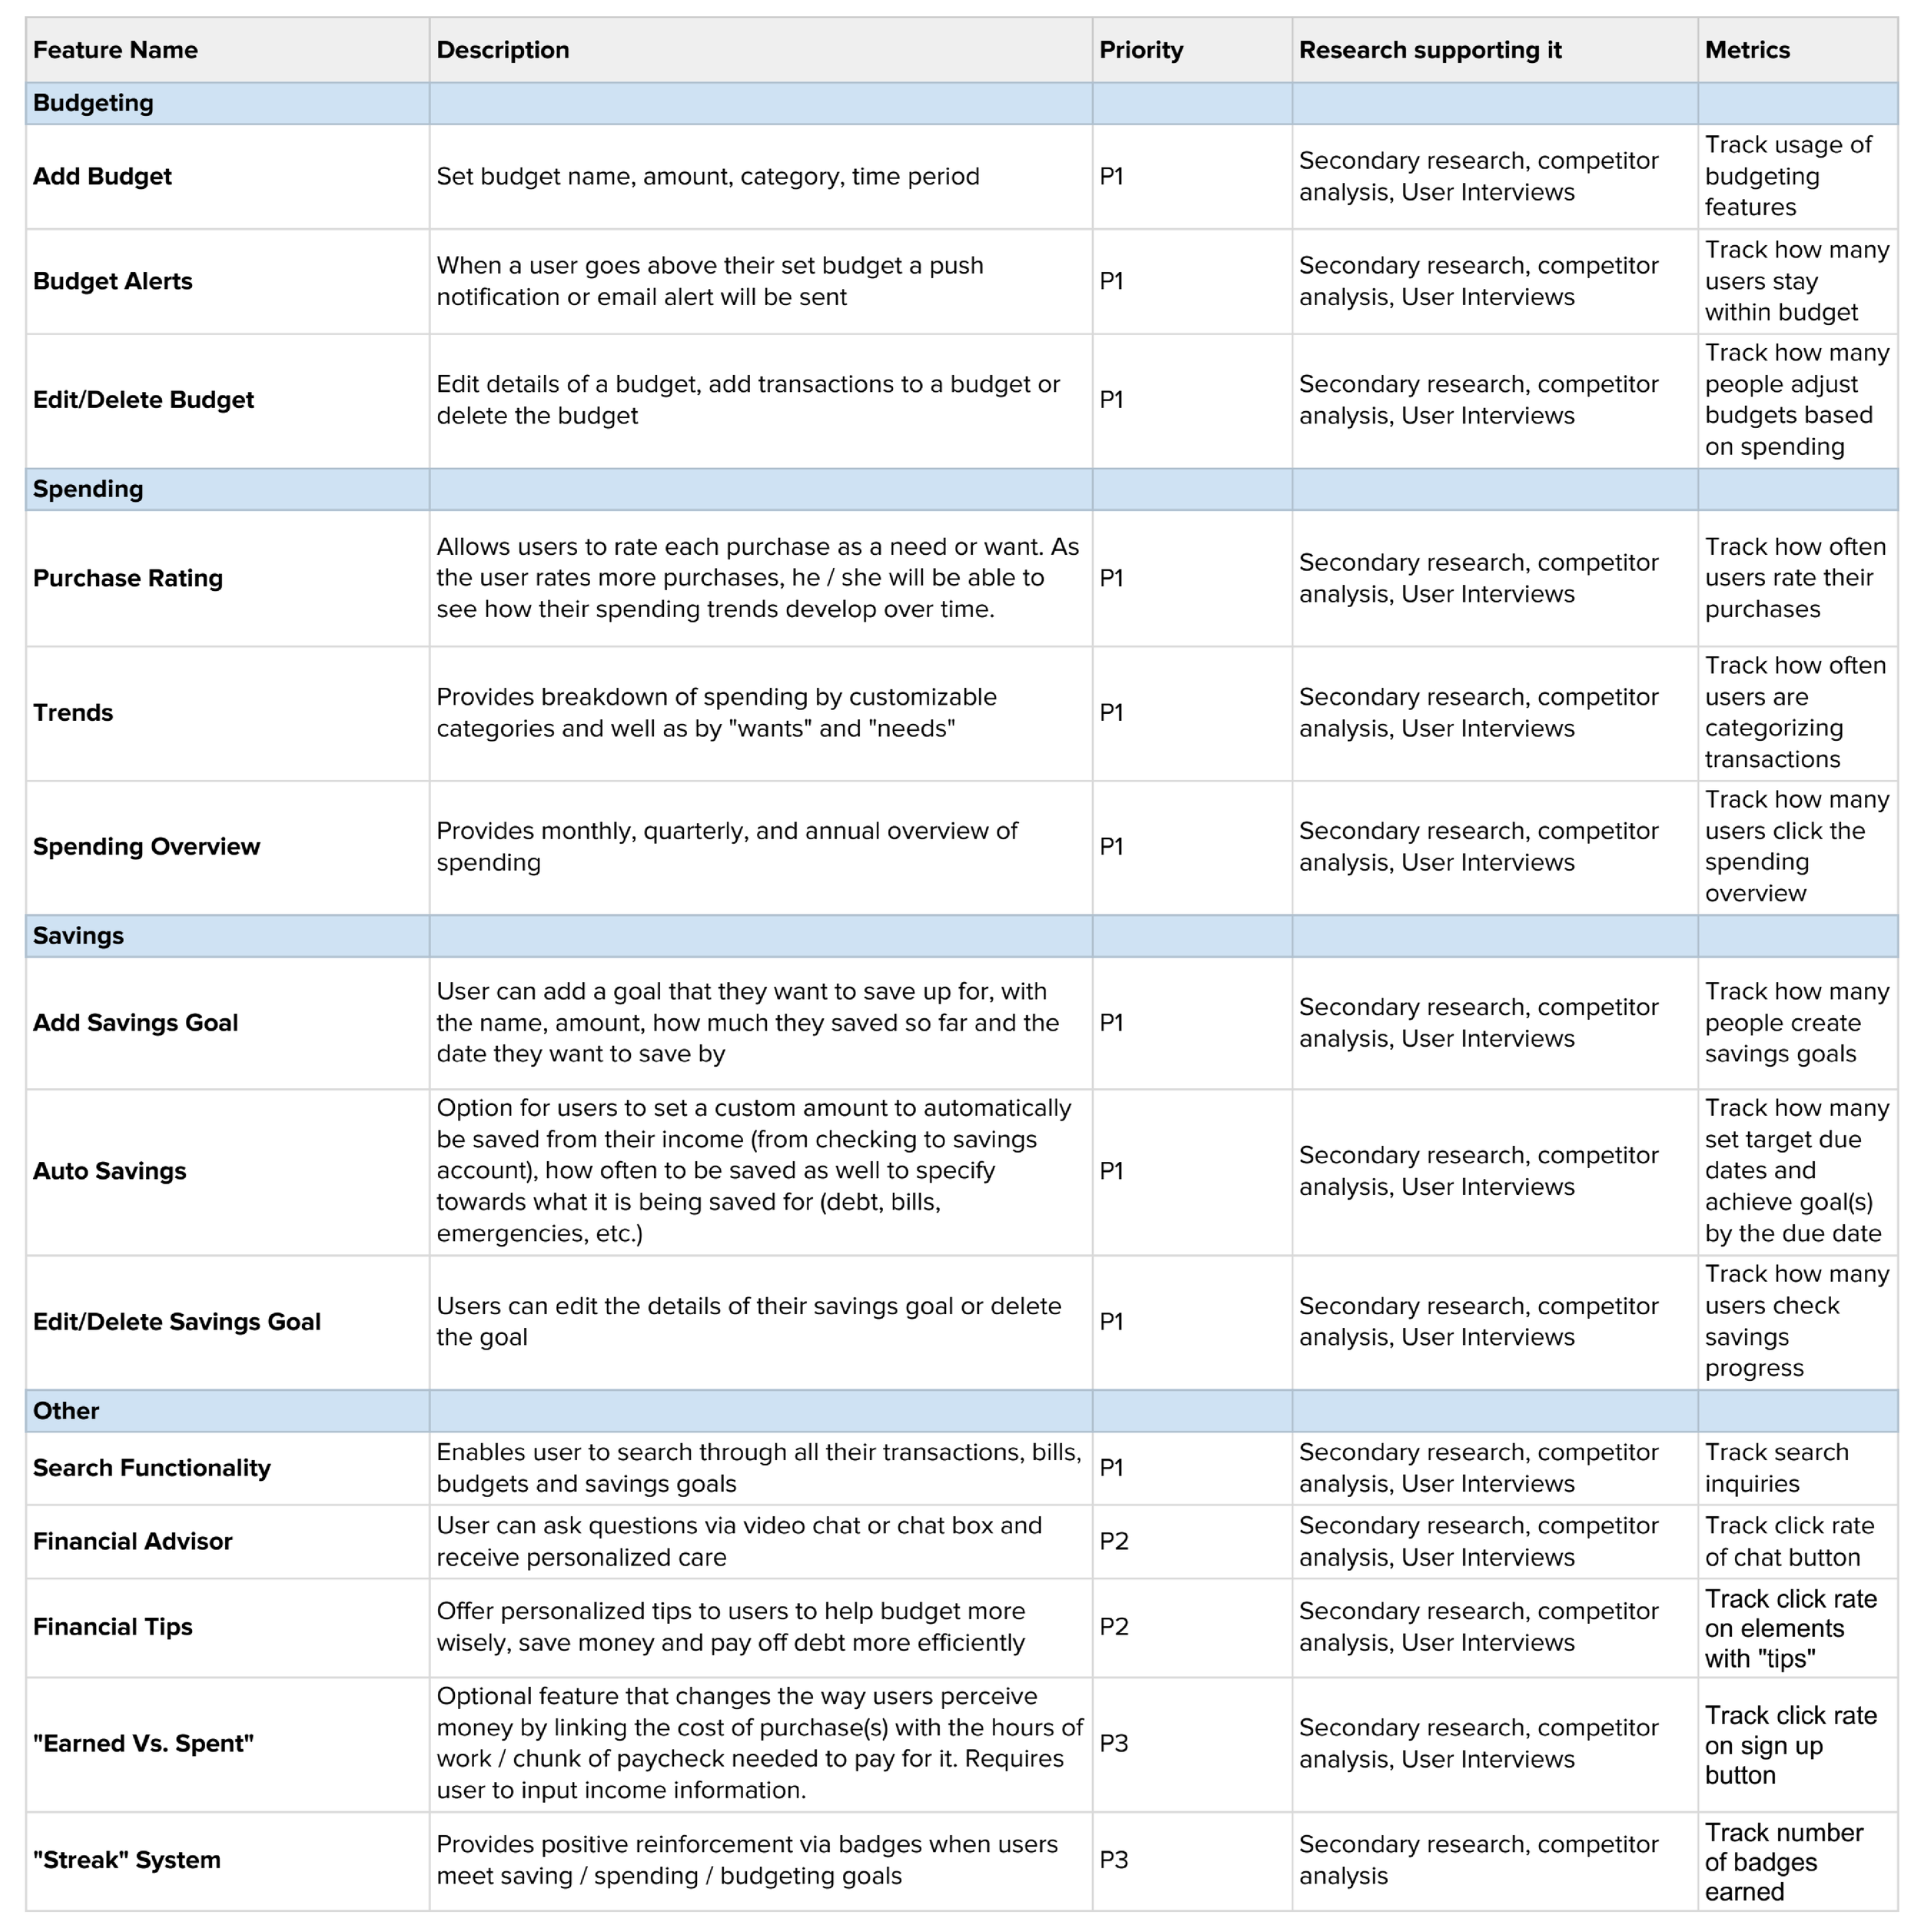 Feature Name
Description
Priority
Research supporting it
Metrics
Budgeting
Add Budget
Set budget name, amount, category, time period
P1
Secondary research, competitor
analysis, User Interviews
Track usage of
budgeting
features
Budget Alerts
When a user goes above their set budget a push
notification or email alert will be sent
P1
Secondary research, competitor
analysis, User Interviews
Track how many
users stay
within budget
Edit/Delete Budget
Edit details of a budget, add transactions to a budget or
delete the budget
P1
Secondary research, competitor
analysis, User Interviews
Track how many
people adjust
budgets based
on spending
Spending
Purchase Rating
Allows users to rate each purchase as a need or want. As
the user rates more purchases, he / she will be able to
see how their spending trends develop over time.
P1
Secondary research, competitor
analysis, User Interviews
Track how often
users rate their
purchases
Trends
Provides breakdown of spending by customizable
categories and well as by "wants" and "needs"
P1
Secondary research, competitor
analysis, User Interviews
Track how often
users are
categorizing
transactions
Spending Overview
Provides monthly, quarterly, and annual overview of
spending
P1
Secondary research, competitor
analysis, User Interviews
Track how many
users click the
spending
overview
Savings
Add Savings Goal
User can add a goal that they want to save up for, with
the name, amount, how much they saved so far and the
date they want to save by
P1
Secondary research, competitor
analysis, User Interviews
Track how many
people create
savings goals
Auto Savings
Option for users to set a custom amount to automatically
be saved from their income (from checking to savings
account), how often to be saved as well to specify
towards what it is being saved for (debt, bills,
emergencies, etc.)
P1
Secondary research, competitor
analysis, User Interviews
Track how many
set target due
dates and
achieve goal(s)
by the due date
Edit/Delete Savings Goal
Users can edit the details of their savings goal or delete
the goal
P1
Secondary research, competitor
analysis, User Interviews
Track how many
users check
savings
progress
Other
Search Functionality
Enables user to search through all their transactions, bills,
budgets and savings goals
P1
Secondary research, competitor
analysis, User Interviews
Track search
inquiries
Financial Advisor
User can ask questions via video chat or chat box and
receive personalized care
P2
Secondary research, competitor
analysis, User Interviews
Track click rate
of chat button
Financial Tips
Offer personalized tips to users to help budget more
wisely, save money and pay off debt more efficiently
P2
Secondary research, competitor
analysis, User Interviews
Track click rate
on elements
with "tips"
"Earned Vs. Spent"
Optional feature that changes the way users perceive
money by linking the cost of purchase(s) with the hours of
work / chunk of paycheck needed to pay for it. Requires
user to input income information.
P3
Secondary research, competitor
analysis, User Interviews
Track click rate
on sign up
button
"Streak" System
Provides positive reinforcement via badges when users
meet saving / spending / budgeting goals
P3
Secondary research, competitor
analysis
Track number
of badges
earned